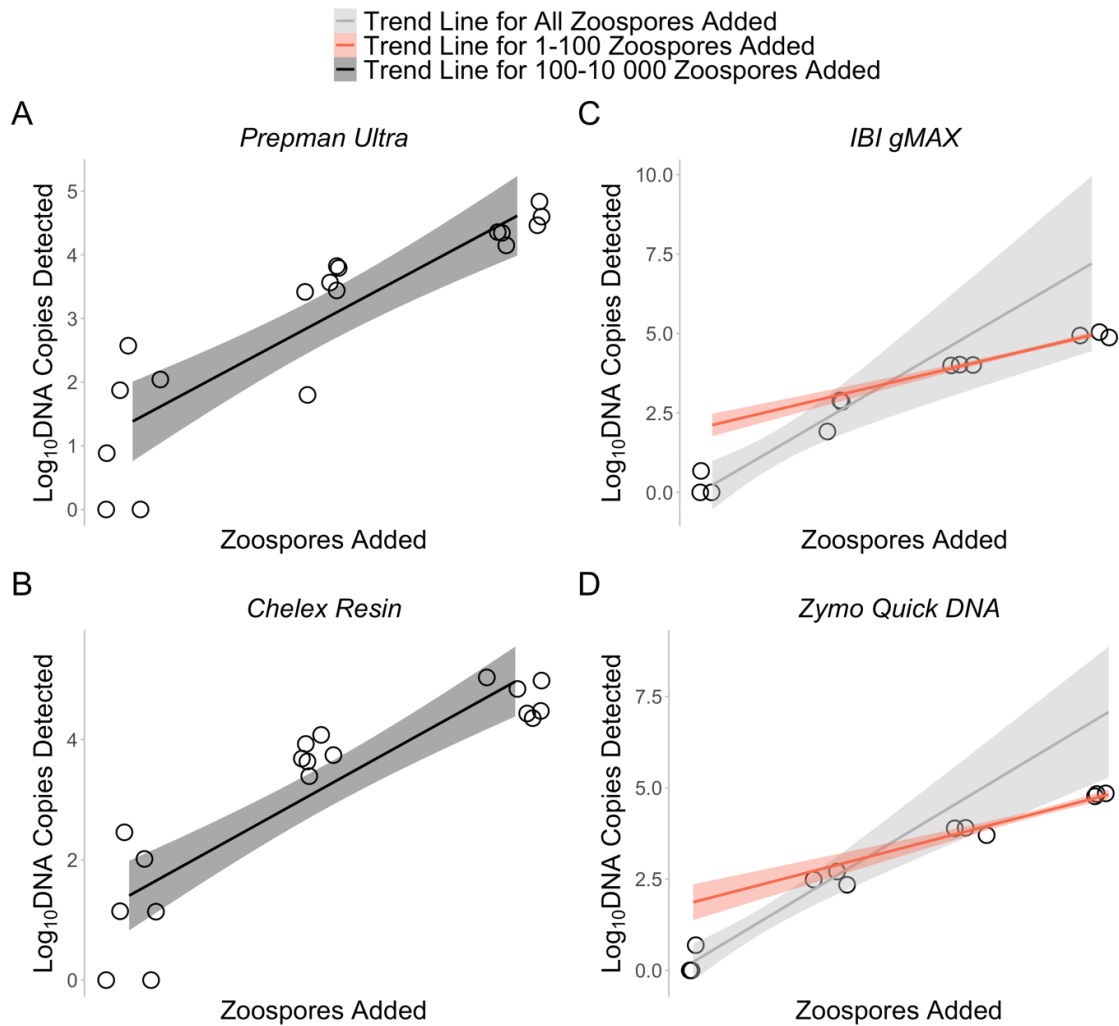 Trend Line for All Zoospores Added
Trend Line for 1-100 Zoospores Added
Trend Line for 100-10 000 Zoospores Added
A
Prepman Ultra
Log₁₀DNA Copies Detected
5
4
3
2
1
0
Zoospores Added
B
Chelex Resin
Log₁₀DNA Copies Detected
4
2
0
Zoospores Added
C
IBI gMAX
Log₁₀DNA Copies Detected
10.0
7.5
5.0
2.5
0.0
Zoospores Added
D
Zymo Quick DNA
Log₁₀DNA Copies Detected
7.5
5.0
2.5
0.0
Zoospores Added